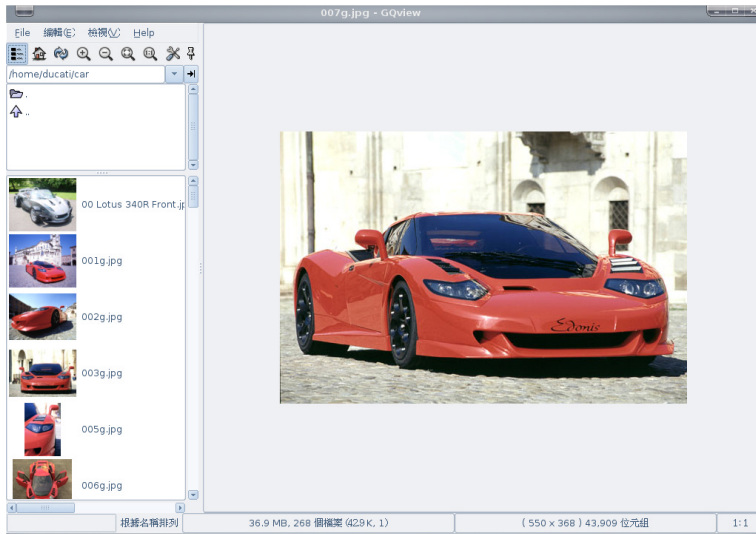 007g.jpg - GQview
File 編輯(E) 檢視(V) Help
/home/ducati/car
.
..
00 Lotus 340R Front.jp
001g.jpg
002g.jpg
003g.jpg
005g.jpg
006g.jpg
Edonis
根據名稱排列 36.9 MB, 268 個檔案 (42.9 K, 1) ( 550 x 368 ) 43,909 位元組 1:1